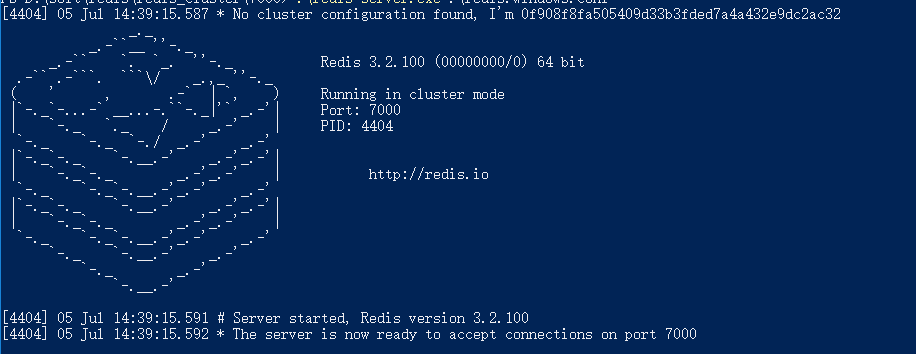 [4404] 05 Jul 14:39:15.587 * No cluster configuration found, I'm 0f908f8fa505409d33b3fded7a4a432e9dc2ac32
Redis 3.2.100 (00000000/0) 64 bit
Running in cluster mode
Port: 7000
PID: 4404
http://redis.io
[4404] 05 Jul 14:39:15.591 # Server started, Redis version 3.2.100
[4404] 05 Jul 14:39:15.592 * The server is now ready to accept connections on port 7000